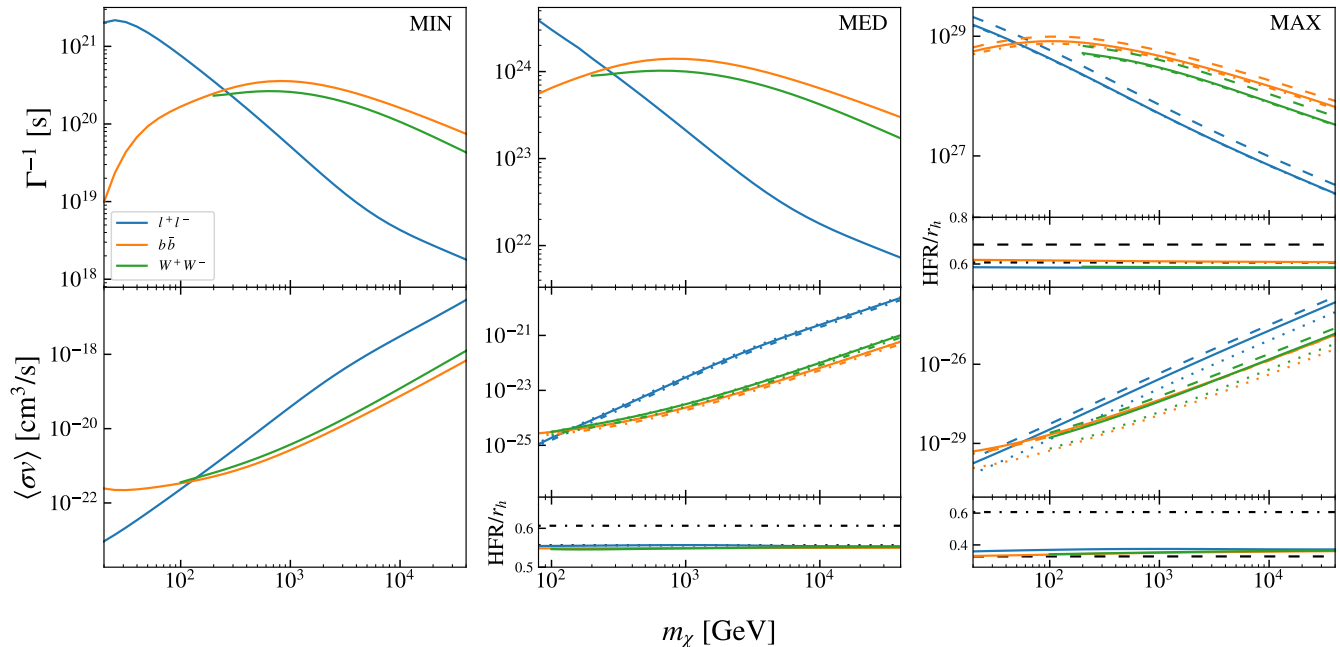 MIN
MED
MAX
Γ⁻¹ [s]
10²¹
10²⁰
10¹⁹
10¹⁸
l⁺l⁻
bb̄
W⁺W⁻
10²⁴
10²³
10²²
10²⁹
10²⁷
HFR/r_h
0.8
0.6
⟨σv⟩ [cm³/s]
10⁻¹⁸
10⁻²⁰
10⁻²²
10⁻²¹
10⁻²³
10⁻²⁵
HFR/r_h
0.6
0.5
10⁻²⁶
10⁻²⁹
0.6
0.4
10² 10³ 10⁴
10² 10³ 10⁴
10² 10³ 10⁴
m_χ [GeV]